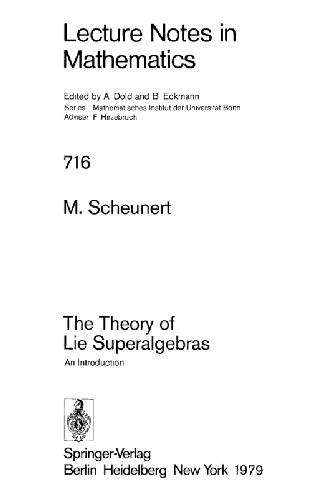 Lecture Notes in
Mathematics
Edited by A. Dold and B. Eckmann
Series: Mathematisches Institut der Universität Bonn
Adviser: F. Hirzebruch
716
M. Scheunert
The Theory of
Lie Superalgebras
An Introduction
Springer-Verlag
Berlin Heidelberg New York 1979